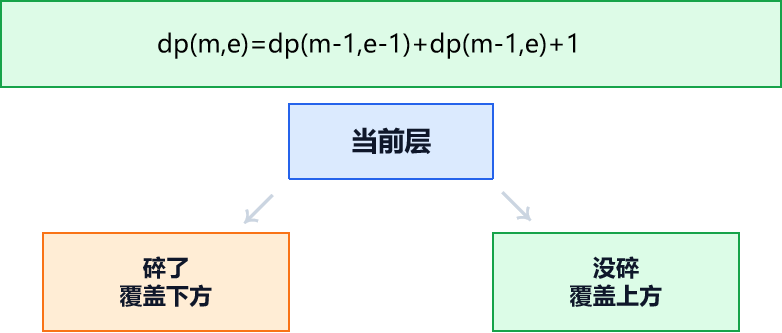 dp(m,e)=dp(m-1,e-1)+dp(m-1,e)+1
当前层
碎了
覆盖下方
没碎
覆盖上方